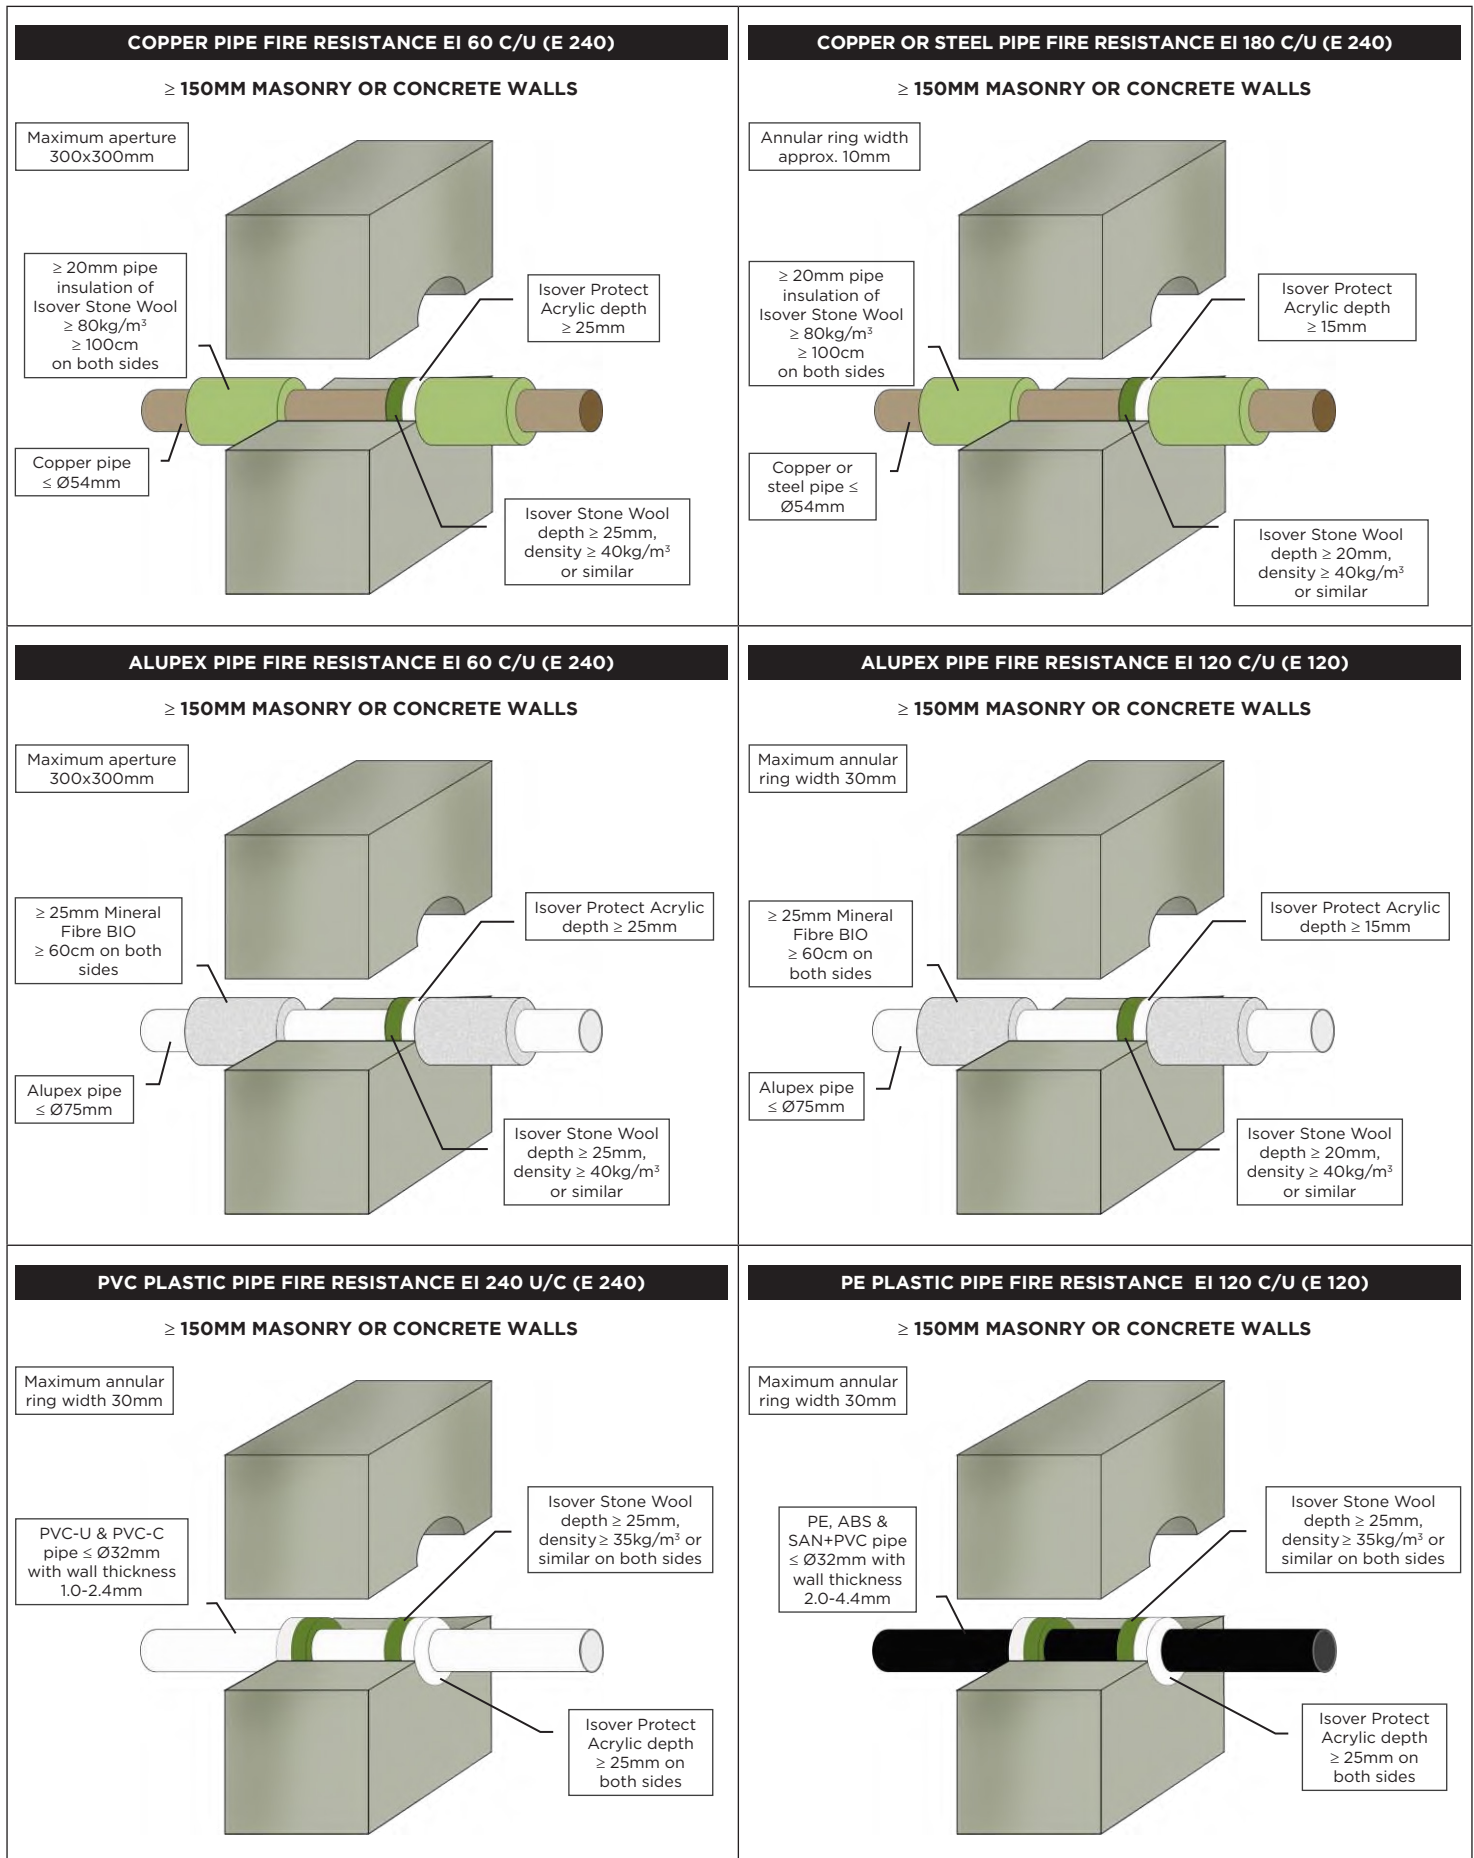 COPPER PIPE FIRE RESISTANCE EI 60 C/U (E 240)
≥ 150MM MASONRY OR CONCRETE WALLS
Maximum aperture
300x300mm
≥ 20mm pipe
insulation of
Isover Stone Wool
≥ 80kg/m³
≥ 100cm
on both sides
Isover Protect
Acrylic depth
≥ 25mm
Copper pipe
≤ Ø54mm
Isover Stone Wool
depth ≥ 25mm,
density ≥ 40kg/m³
or similar
COPPER OR STEEL PIPE FIRE RESISTANCE EI 180 C/U (E 240)
≥ 150MM MASONRY OR CONCRETE WALLS
Annular ring width
approx. 10mm
≥ 20mm pipe
insulation of
Isover Stone Wool
≥ 80kg/m³
≥ 100cm
on both sides
Isover Protect
Acrylic depth
≥ 15mm
Copper or
steel pipe ≤
Ø54mm
Isover Stone Wool
depth ≥ 20mm,
density ≥ 40kg/m³
or similar
ALUPEX PIPE FIRE RESISTANCE EI 60 C/U (E 240)
≥ 150MM MASONRY OR CONCRETE WALLS
Maximum aperture
300x300mm
≥ 25mm Mineral
Fibre BIO
≥ 60cm on both
sides
Isover Protect Acrylic
depth ≥ 25mm
Alupex pipe
≤ Ø75mm
Isover Stone Wool
depth ≥ 25mm,
density ≥ 40kg/m³
or similar
ALUPEX PIPE FIRE RESISTANCE EI 120 C/U (E 120)
≥ 150MM MASONRY OR CONCRETE WALLS
Maximum annular
ring width 30mm
≥ 25mm Mineral
Fibre BIO
≥ 60cm on
both sides
Isover Protect Acrylic
depth ≥ 15mm
Alupex pipe
≤ Ø75mm
Isover Stone Wool
depth ≥ 20mm,
density ≥ 40kg/m³
or similar
PVC PLASTIC PIPE FIRE RESISTANCE EI 240 U/C (E 240)
≥ 150MM MASONRY OR CONCRETE WALLS
Maximum annular
ring width 30mm
PVC-U & PVC-C
pipe ≤ Ø32mm
with wall thickness
1.0-2.4mm
Isover Stone Wool
depth ≥ 25mm,
density ≥ 35kg/m³ or
similar on both sides
Isover Protect
Acrylic depth
≥ 25mm on
both sides
PE PLASTIC PIPE FIRE RESISTANCE EI 120 C/U (E 120)
≥ 150MM MASONRY OR CONCRETE WALLS
Maximum annular
ring width 30mm
PE, ABS &
SAN+PVC pipe
≤ Ø32mm with
wall thickness
2.0-4.4mm
Isover Stone Wool
depth ≥ 25mm,
density ≥ 35kg/m³ or
similar on both sides
Isover Protect
Acrylic depth
≥ 25mm on
both sides